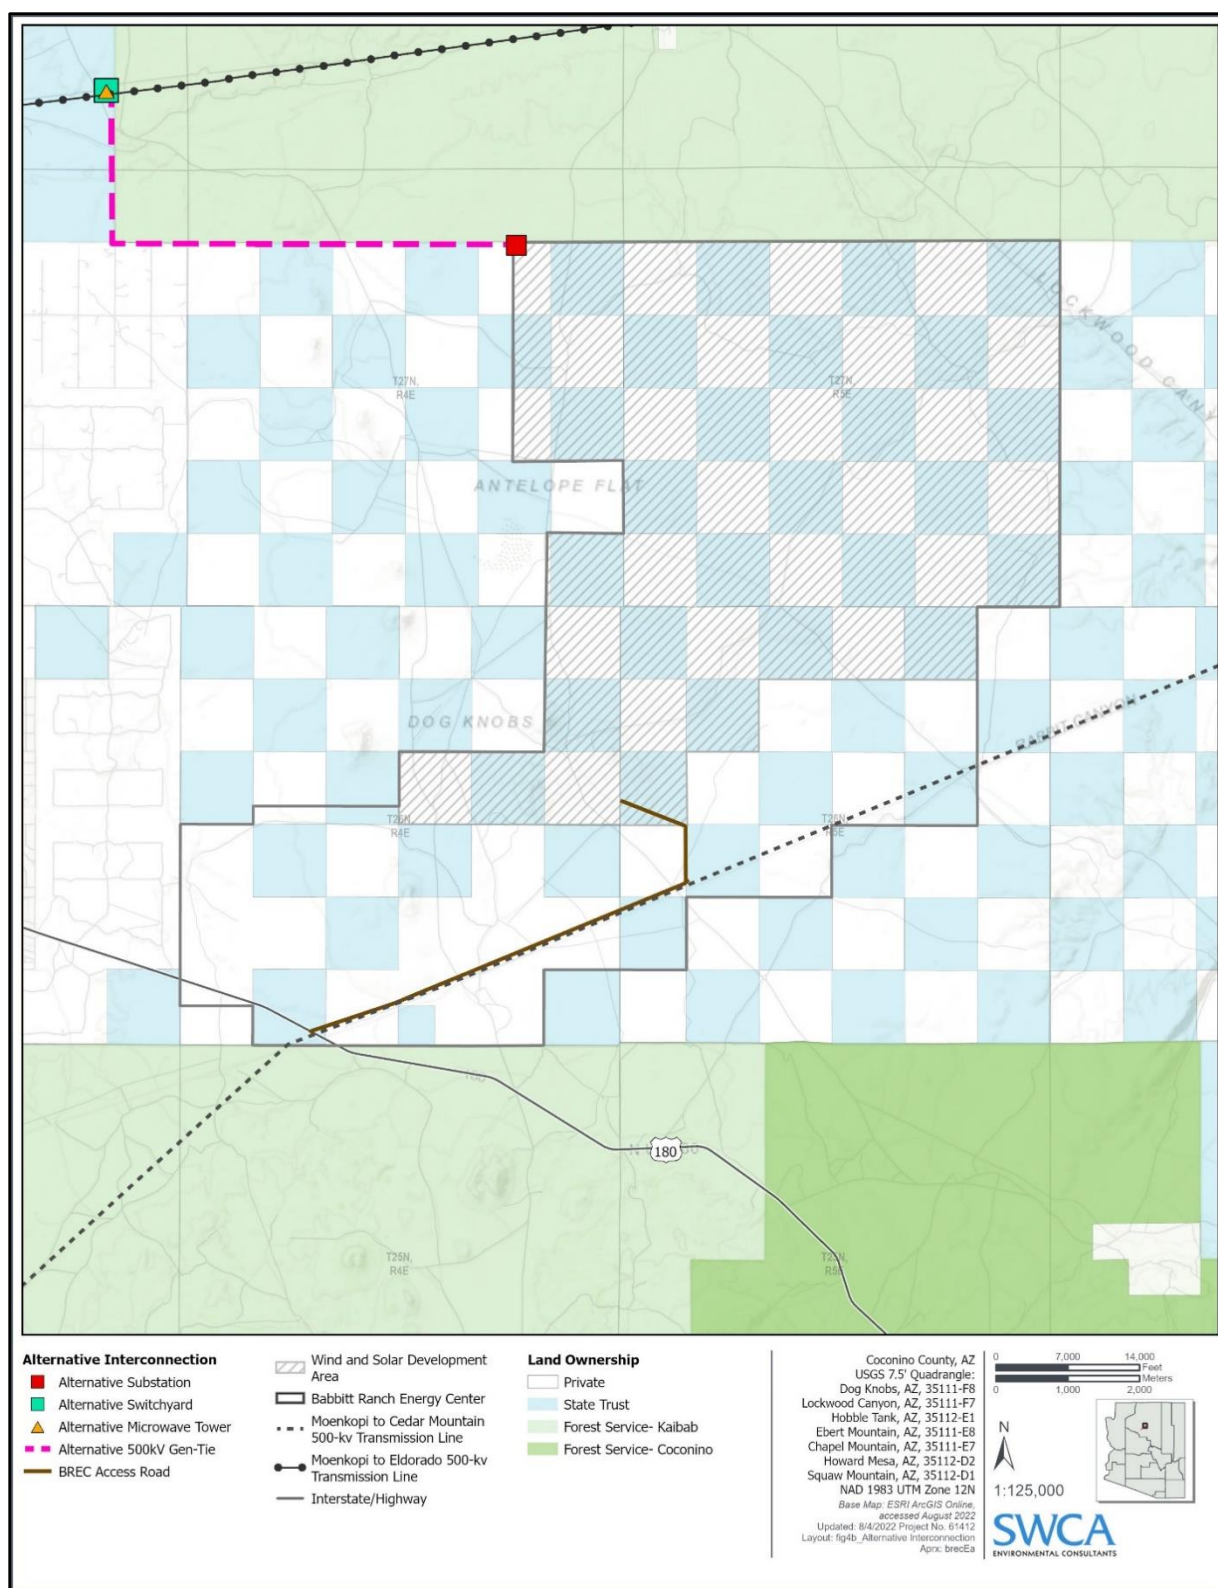 LOCKWOOD CANY
T27N,
R4E
T27N,
R5E
ANTELOPE FLAT
DOG KNOBS
RABBIT CANYON
T26N,
R4E
T26N,
R5E
180
180
T25N,
R4E
T25N,
R5E
Alternative Interconnection
Alternative Substation
Alternative Switchyard
Alternative Microwave Tower
Alternative 500kV Gen-Tie
BREC Access Road
Wind and Solar Development
Area
Babbitt Ranch Energy Center
Moenkopi to Cedar Mountain
500-kv Transmission Line
Moenkopi to Eldorado 500-kv
Transmission Line
Interstate/Highway
Land Ownership
Private
State Trust
Forest Service- Kaibab
Forest Service- Coconino
Coconino County, AZ
USGS 7.5' Quadrangle:
Dog Knobs, AZ, 35111-F8
Lockwood Canyon, AZ, 35111-F7
Hobble Tank, AZ, 35112-E1
Ebert Mountain, AZ, 35111-E8
Chapel Mountain, AZ, 35111-E7
Howard Mesa, AZ, 35112-D2
Squaw Mountain, AZ, 35112-D1
NAD 1983 UTM Zone 12N
Base Map: ESRI ArcGIS Online,
accessed August 2022
Updated: 8/4/2022 Project No. 61412
Layout: fig4b_Alternative Interconnection
Aprx: brecEa
0 7,000 14,000
Feet
Meters
0 1,000 2,000
N
1:125,000
SWCA
ENVIRONMENTAL CONSULTANTS